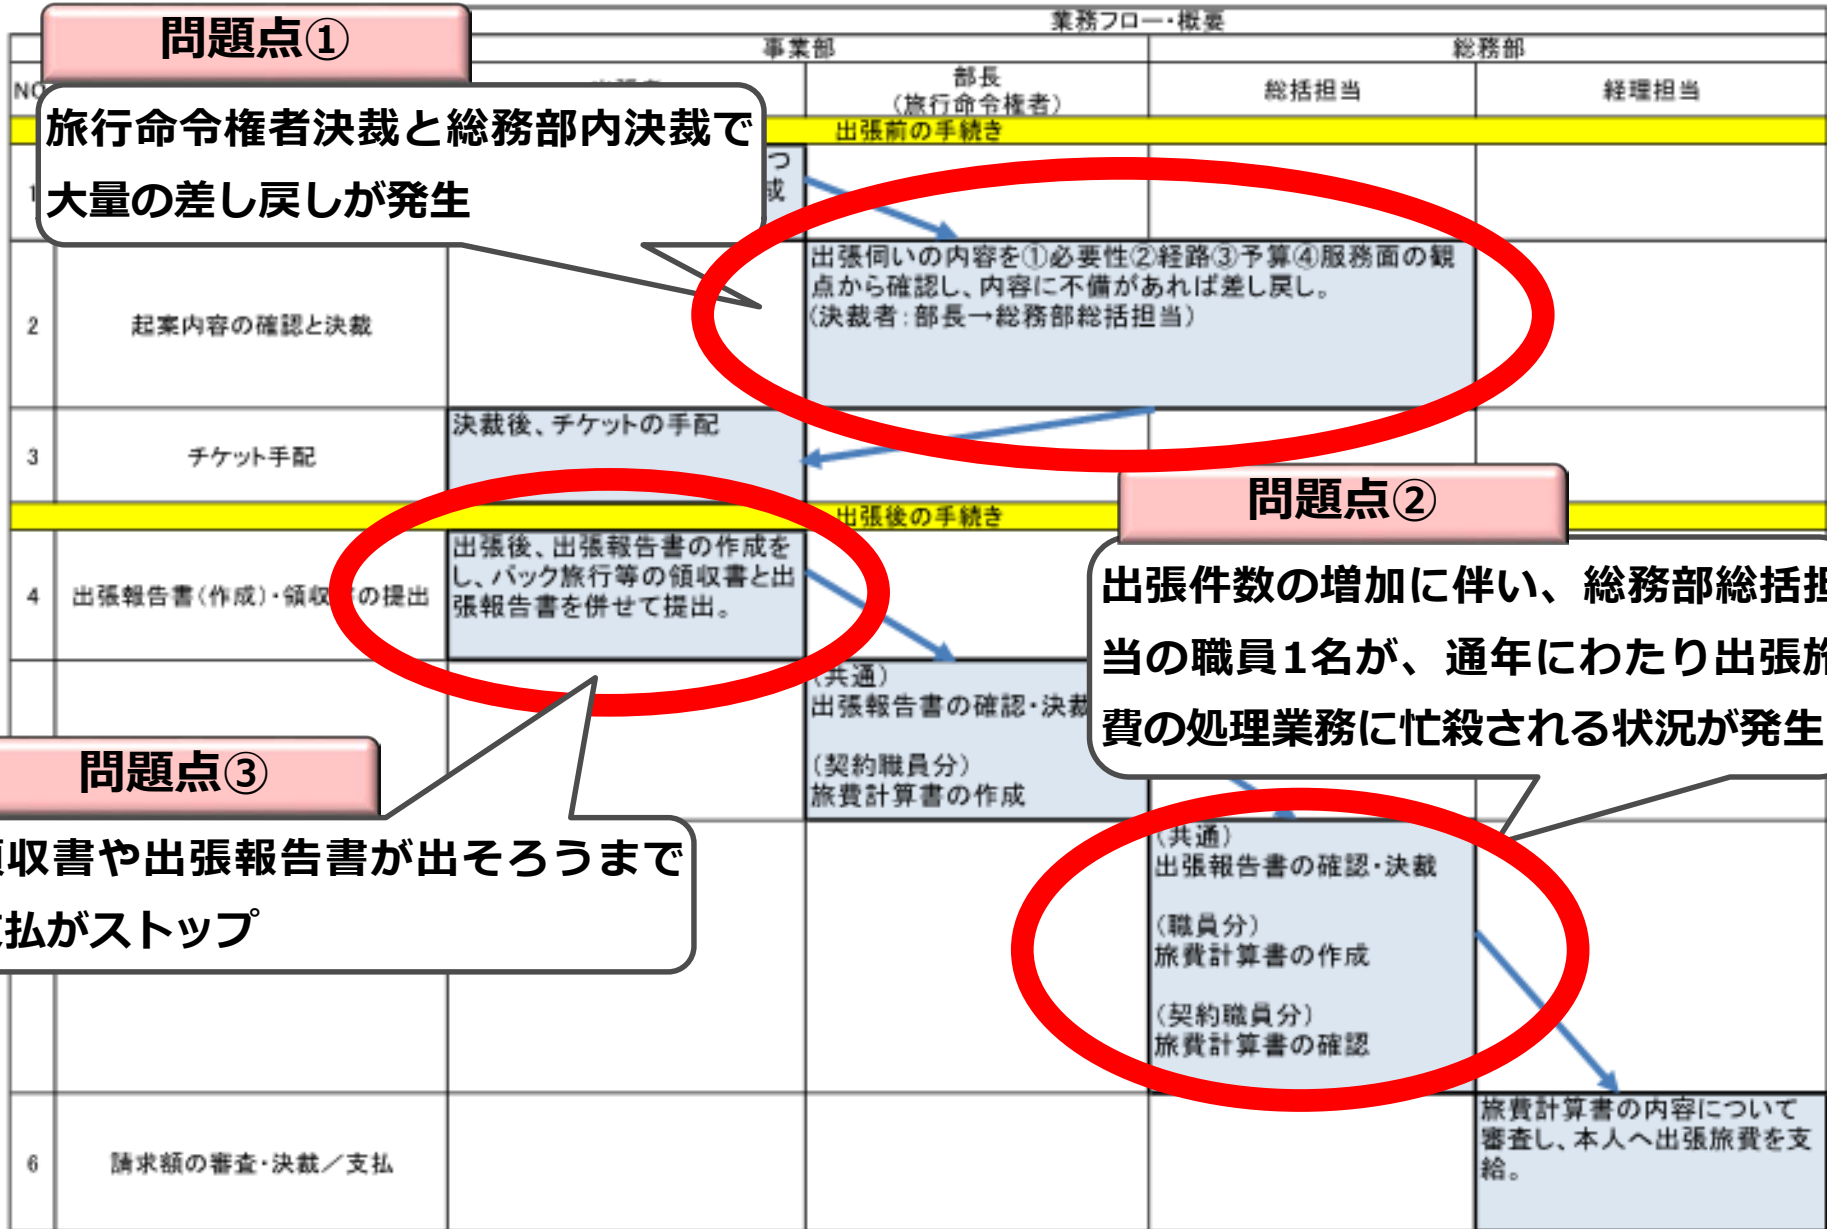 業務フロー・概要
問題点①
事業部
総務部
NO
部長
(旅行命令権者)
総括担当
経理担当
旅行命令権者決裁と総務部内決裁で
大量の差し戻しが発生
出張前の手続き
1
つ
成
2
起案内容の確認と決裁
出張伺いの内容を①必要性②経路③予算④服務面の観
点から確認し、内容に不備があれば差し戻し。
(決裁者:部長→総務部総括担当)
3
チケット手配
決裁後、チケットの手配
出張後の手続き
問題点②
出張件数の増加に伴い、総務部総括担
当の職員1名が、通年にわたり出張旅
費の処理業務に忙殺される状況が発生
4
出張報告書(作成)・領収
の提出
出張後、出張報告書の作成を
し、パック旅行等の領収書と出
張報告書を併せて提出。
(共通)
出張報告書の確認・決裁
(契約職員分)
旅費計算書の作成
問題点③
領収書や出張報告書が出そろうまで
支払がストップ
(共通)
出張報告書の確認・決裁
(職員分)
旅費計算書の作成
(契約職員分)
旅費計算書の確認
6
請求額の審査・決裁/支払
旅費計算書の内容について
審査し、本人へ出張旅費を支
給。